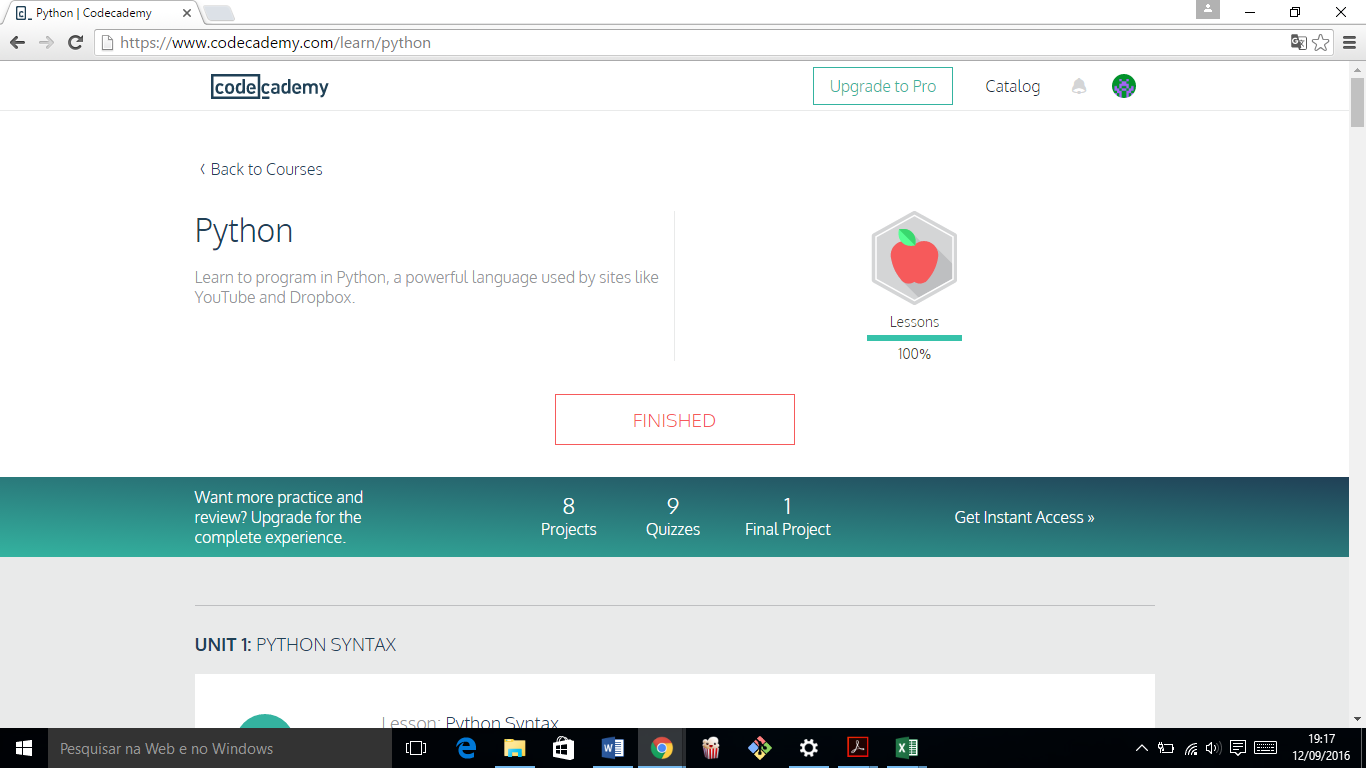 Python | Codecademy
https://www.codecademy.com/learn/python
codecademy
Upgrade to Pro
Catalog
Back to Courses
Python
Learn to program in Python, a powerful language used by sites like
YouTube and Dropbox.
Lessons
100%
FINISHED
Want more practice and
review? Upgrade for the
complete experience.
8
Projects
9
Quizzes
1
Final Project
Get Instant Access »
UNIT 1: PYTHON SYNTAX
Lesson: Python Syntax
Pesquisar na Web e no Windows
19:17
12/09/2016